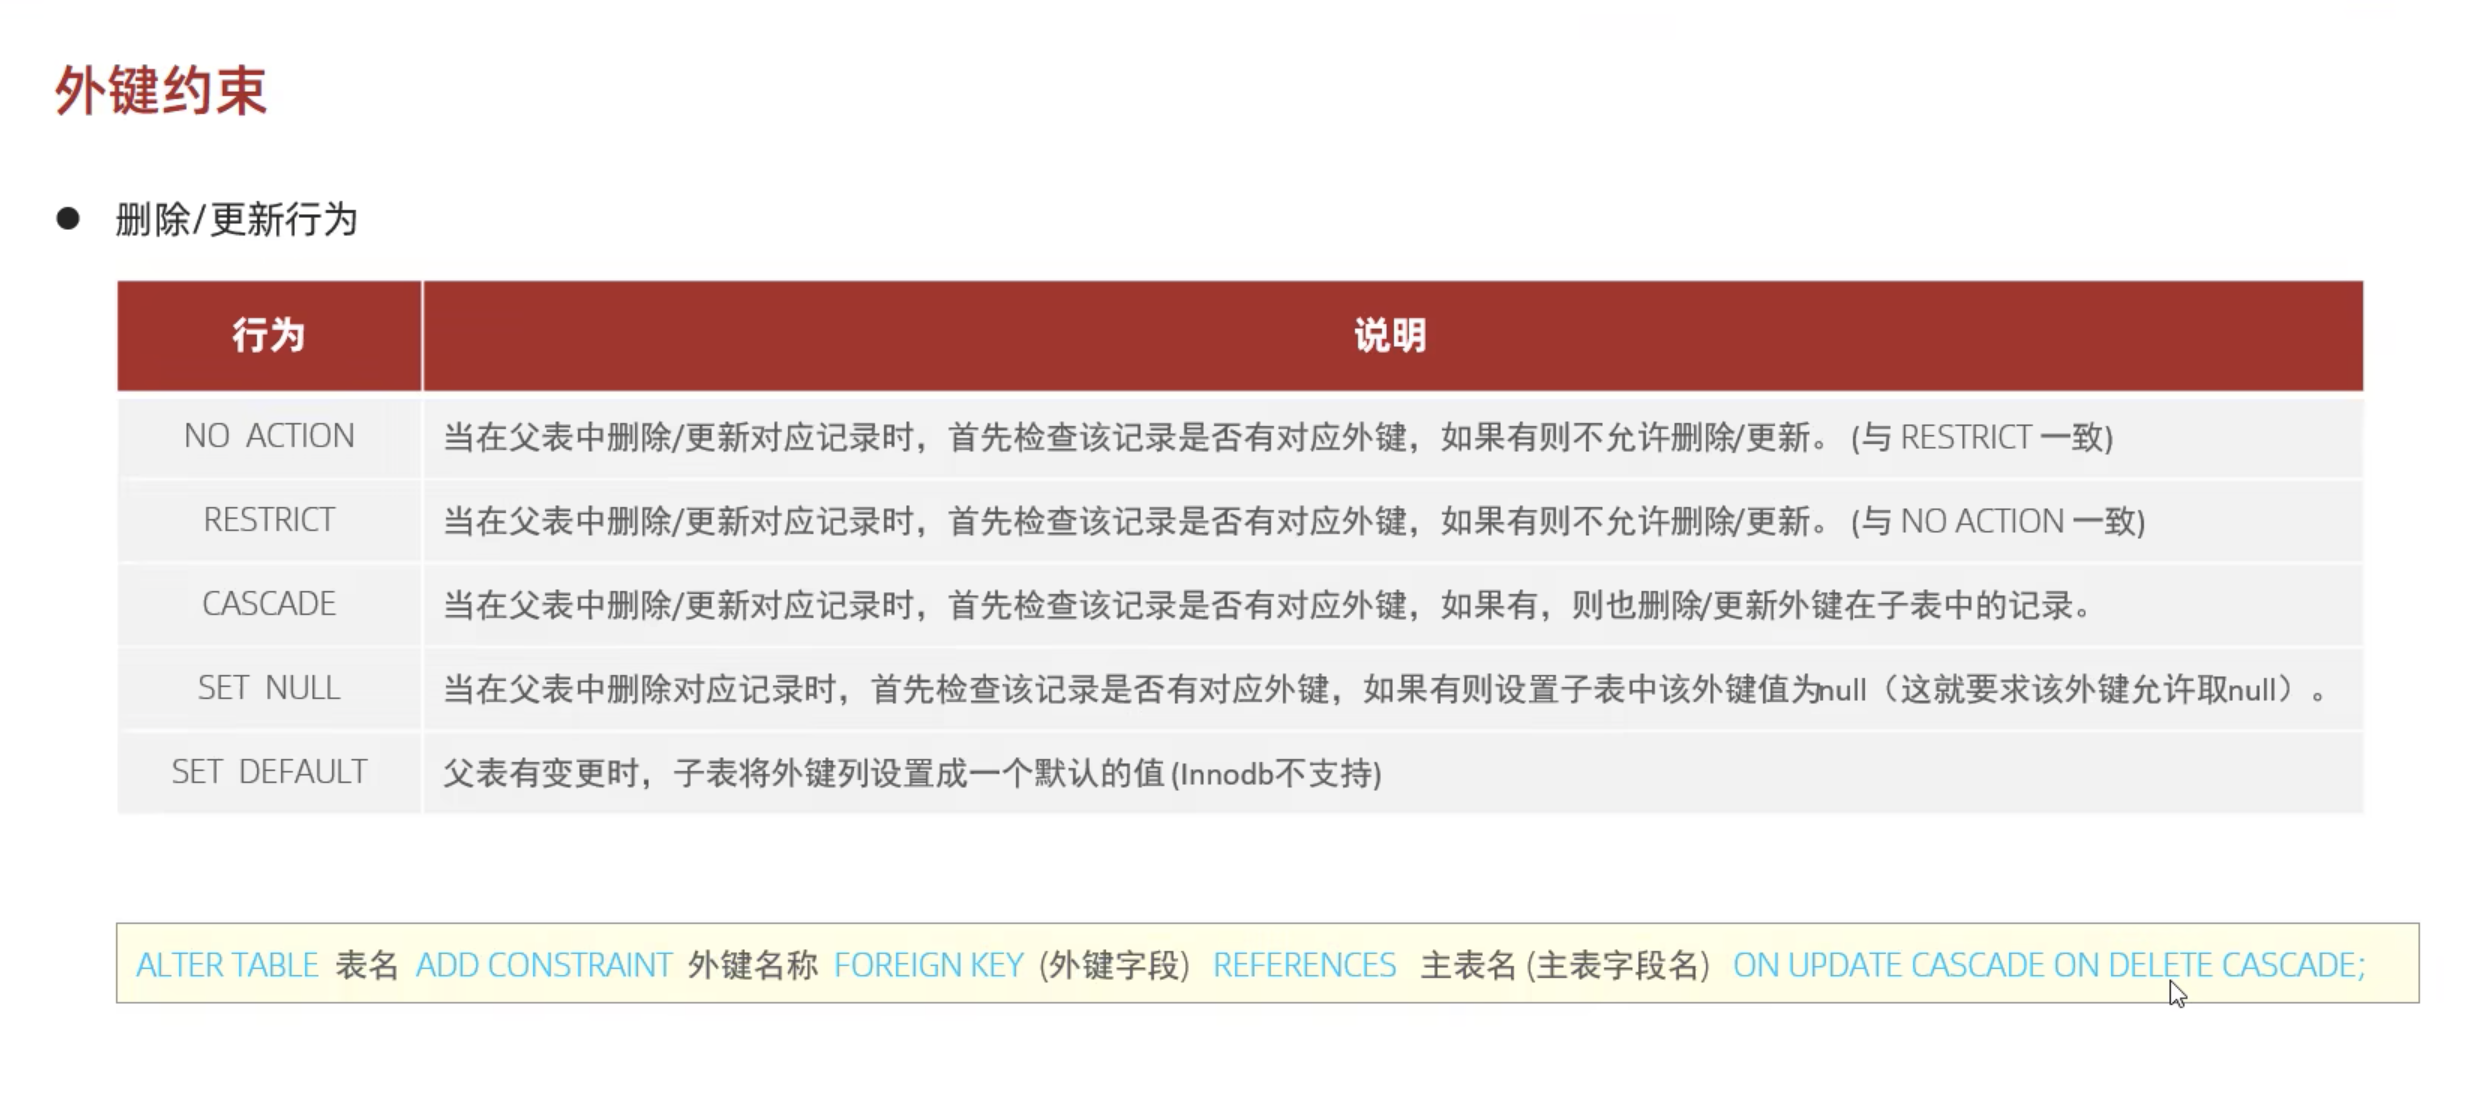 外键约束
● 删除/更新行为
行为 说明
NO ACTION 当在父表中删除/更新对应记录时，首先检查该记录是否有对应外键，如果有则不允许删除/更新。 (与 RESTRICT 一致)
RESTRICT 当在父表中删除/更新对应记录时，首先检查该记录是否有对应外键，如果有则不允许删除/更新。 (与 NO ACTION 一致)
CASCADE 当在父表中删除/更新对应记录时，首先检查该记录是否有对应外键，如果有，则也删除/更新外键在子表中的记录。
SET NULL 当在父表中删除对应记录时，首先检查该记录是否有对应外键，如果有则设置子表中该外键值为null（这就要求该外键允许取null）。
SET DEFAULT 父表有变更时，子表将外键列设置成一个默认的值 (Innodb不支持)
ALTER TABLE 表名 ADD CONSTRAINT 外键名称 FOREIGN KEY (外键字段) REFERENCES 主表名 (主表字段名) ON UPDATE CASCADE ON DELETE CASCADE;